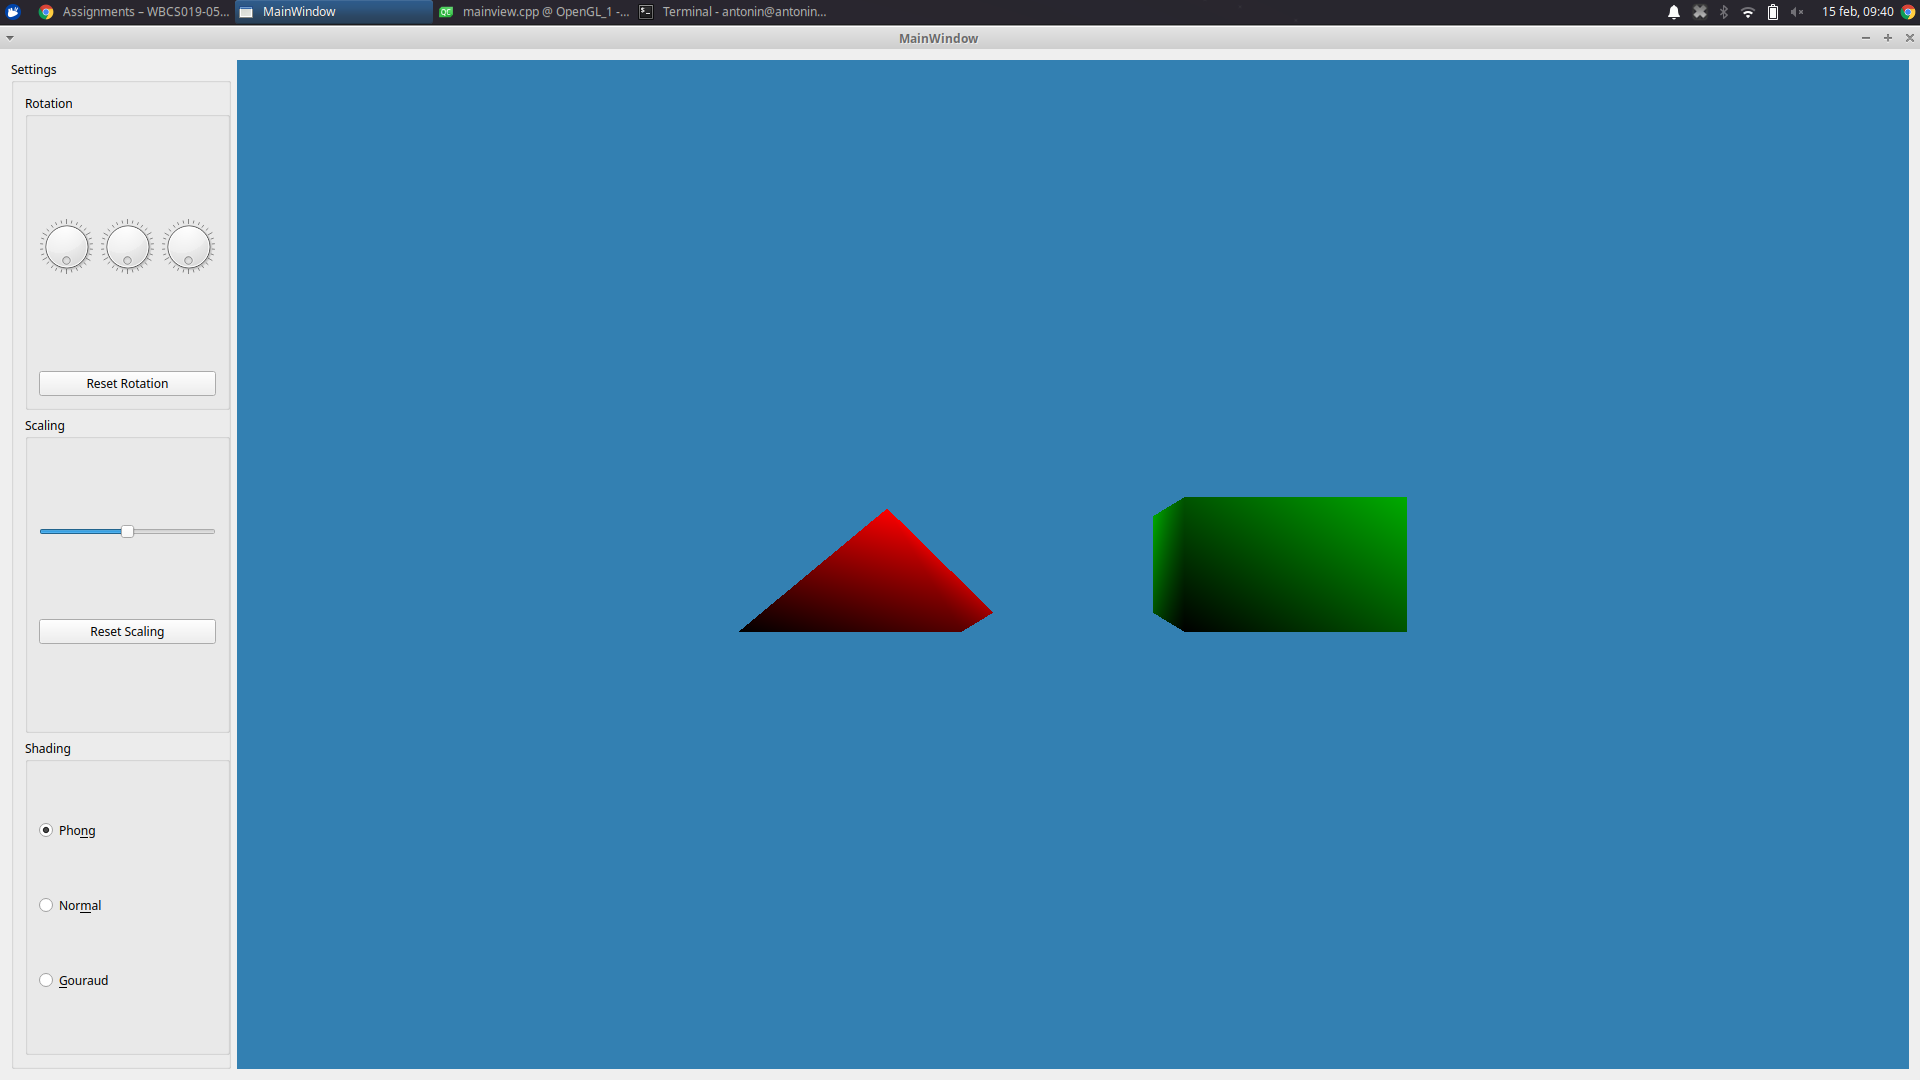 Assignments – WBCS019-05... MainWindow mainview.cpp @ OpenGL_1 -... Terminal - antonin@antonin... 15 feb, 09:40
MainWindow
Settings
Rotation
Reset Rotation
Scaling
Reset Scaling
Shading
Phong
Normal
Gouraud